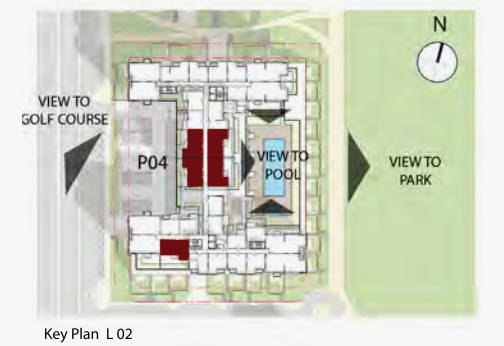 N
VIEW TO
GOLF COURSE
P04
VIEW TO
POOL
VIEW TO
PARK
Key Plan L 02